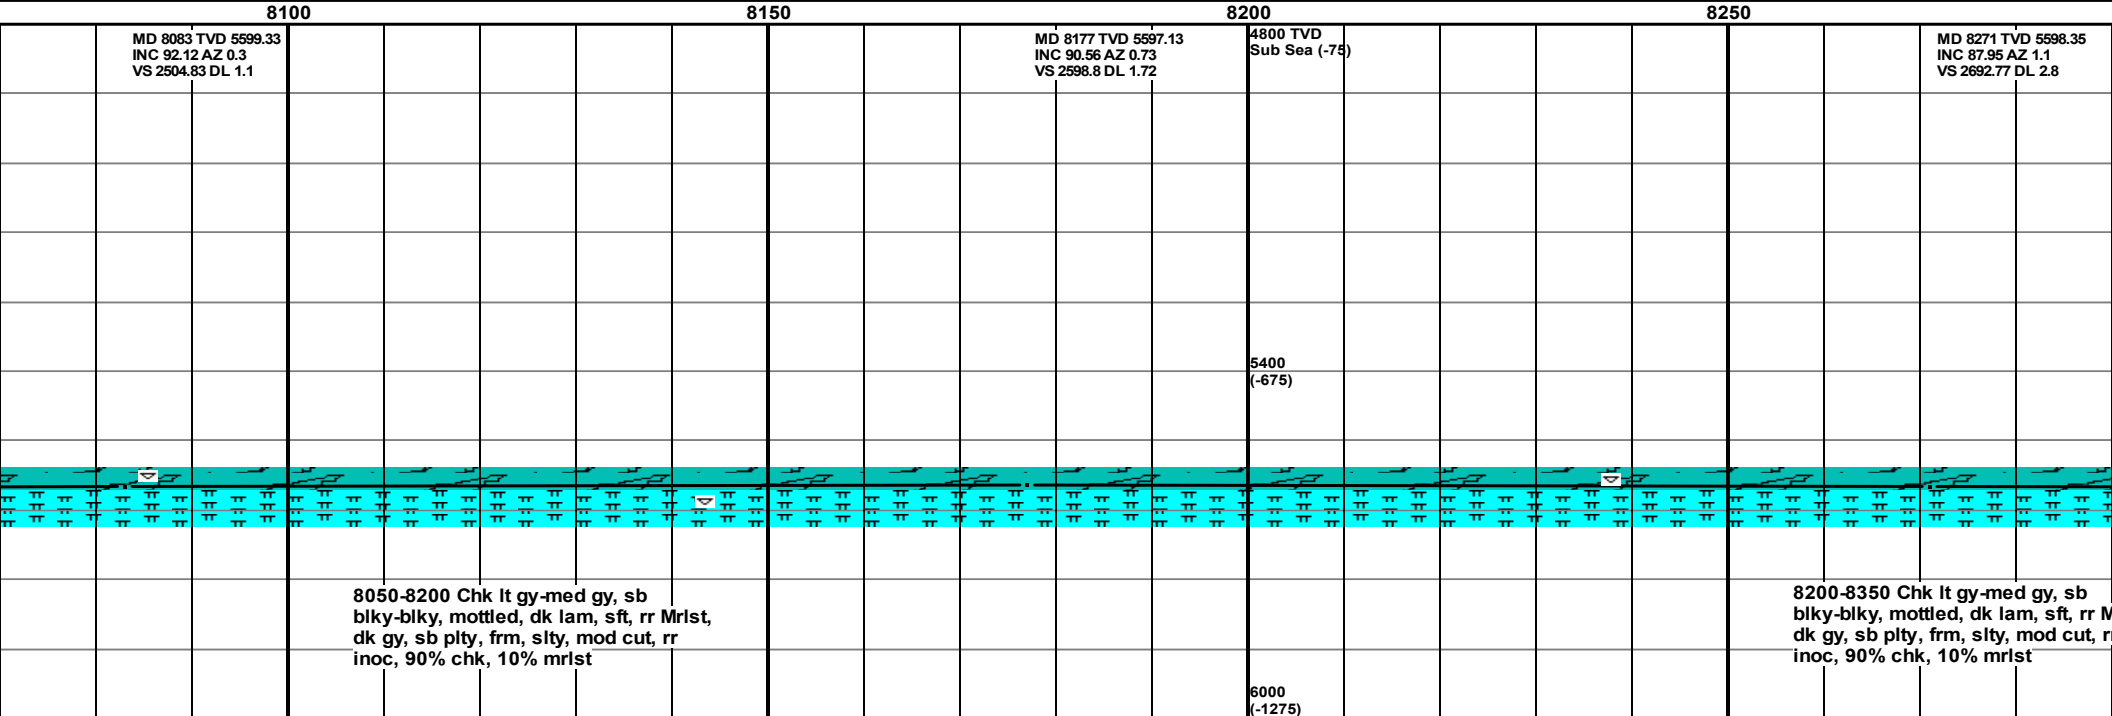 8100 8150 8200 8250
MD 8083 TVD 5599.33
INC 92.12 AZ 0.3
VS 2504.83 DL 1.1
MD 8177 TVD 5597.13
INC 90.56 AZ 0.73
VS 2598.8 DL 1.72
4800 TVD
Sub Sea (-75)
MD 8271 TVD 5598.35
INC 87.95 AZ 1.1
VS 2692.77 DL 2.8
5400
(-675)
8050-8200 Chk lt gy-med gy, sb
blky-blky, mottled, dk lam, sft, rr Mrlst,
dk gy, sb plty, frm, slty, mod cut, rr
inoc, 90% chk, 10% mrlst
8200-8350 Chk lt gy-med gy, sb
blky-blky, mottled, dk lam, sft, rr M
dk gy, sb plty, frm, slty, mod cut, r
inoc, 90% chk, 10% mrlst
6000
(-1275)